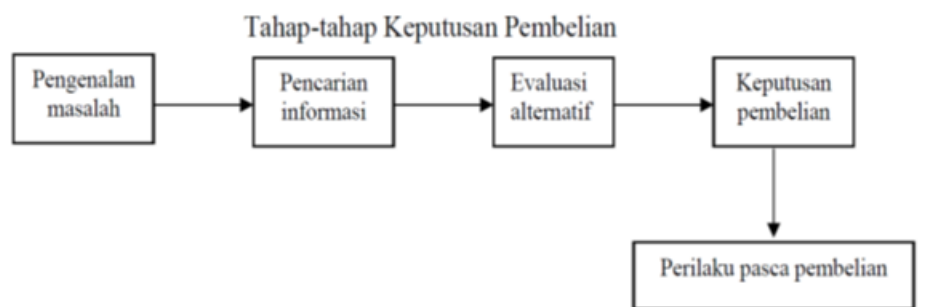 Tahap-tahap Keputusan Pembelian
Pengenalan
masalah
Pencarian
informasi
Evaluasi
alternatif
Keputusan
pembelian
Perilaku pasca pembelian